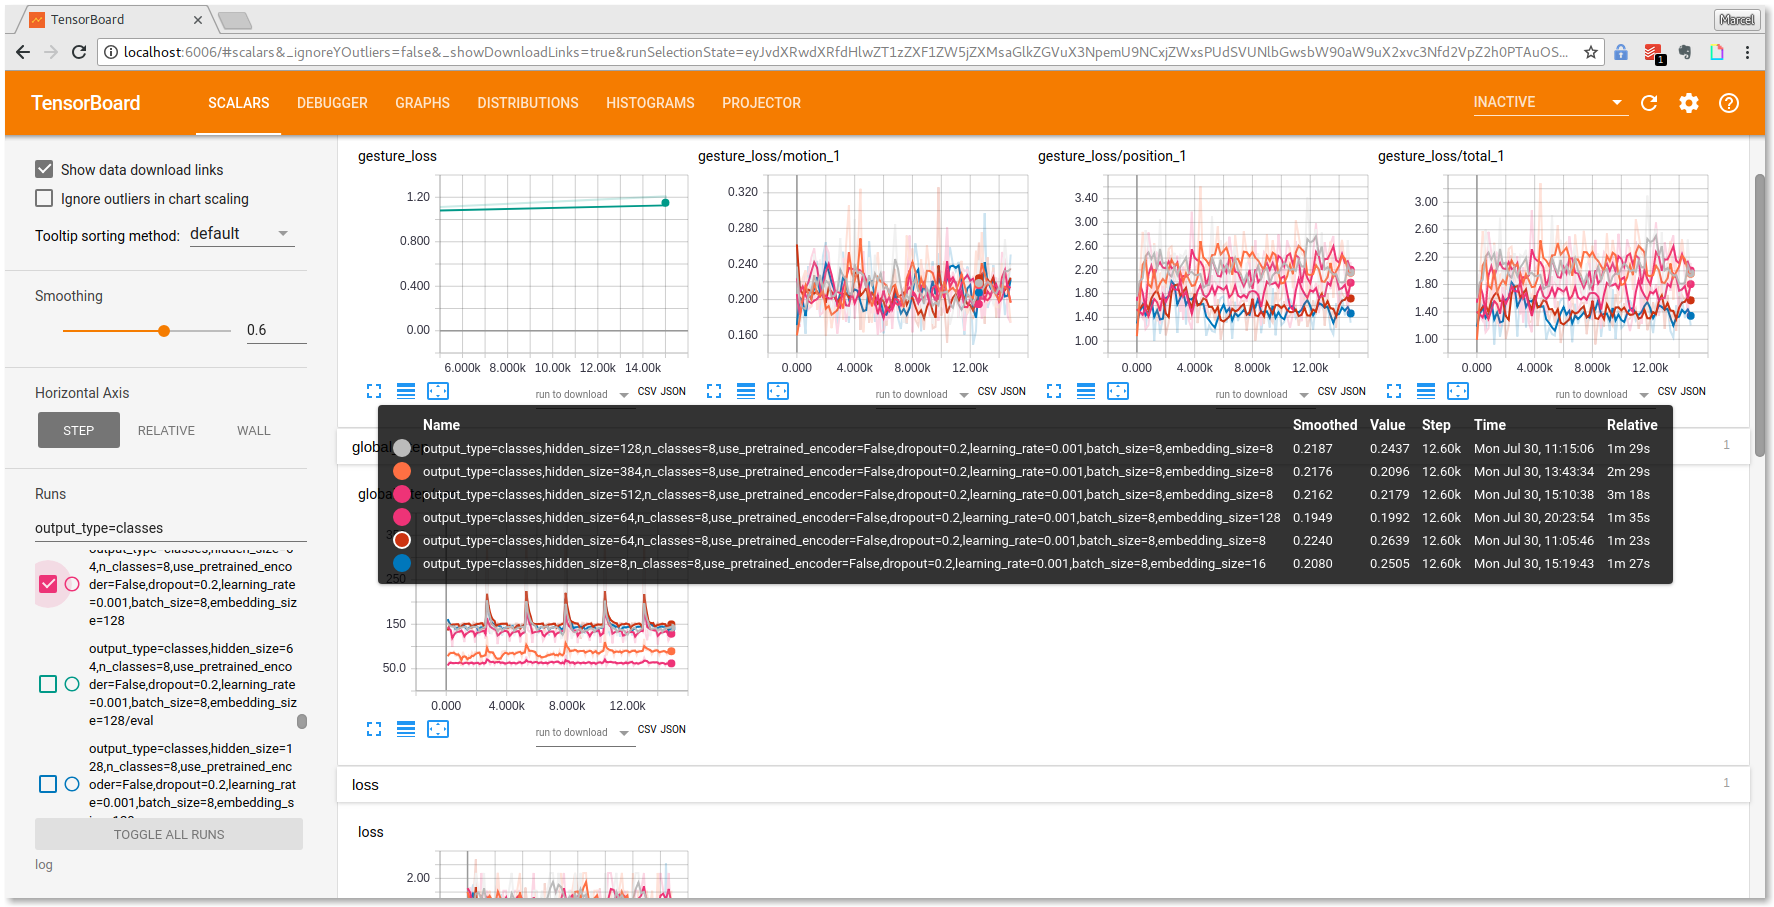 TensorBoard
Marcel
localhost:6006/#scalars&_ignoreYOutliers=false&_showDownloadLinks=true&runSelectionState=eyJvdXRwdXRfdHlwZT1zZXF1ZW5jZXMsaGlkZGVuX3NpemU9NCxjZWxsPUdSVUNlbGwsbW90aW9uX2xvc3Nfd2VpZ2h0PTAuOS...
1
TensorBoard
SCALARS
DEBUGGER
GRAPHS
DISTRIBUTIONS
HISTOGRAMS
PROJECTOR
INACTIVE
Show data download links
Ignore outliers in chart scaling
Tooltip sorting method: default
Smoothing
0.6
Horizontal Axis
STEP RELATIVE WALL
Runs
output_type=classes
output_type=classes,hidden_size=6
4,n_classes=8,use_pretrained_enco
der=False,dropout=0.2,learning_rate
=0.001,batch_size=8,embedding_siz
e=128
output_type=classes,hidden_size=6
4,n_classes=8,use_pretrained_enco
der=False,dropout=0.2,learning_rate
=0.001,batch_size=8,embedding_siz
e=128/eval
output_type=classes,hidden_size=1
28,n_classes=8,use_pretrained_enc
oder=False,dropout=0.2,learning_rat
e=0.001,batch_size=8,embedding_s
TOGGLE ALL RUNS
log
gesture_loss
1.20
0.800
0.400
0.00
6.000k 8.000k 10.00k 12.00k 14.00k
run to download CSV JSON
gesture_loss/motion_1
0.320
0.280
0.240
0.200
0.160
0.000 4.000k 8.000k 12.00k
run to download CSV JSON
gesture_loss/position_1
3.40
3.00
2.60
2.20
1.80
1.40
1.00
0.000 4.000k 8.000k 12.00k
run to download CSV JSON
gesture_loss/total_1
3.00
2.60
2.20
1.80
1.40
1.00
0.000 4.000k 8.000k 12.00k
run to download CSV JSON
Name Smoothed Value Step Time Relative
output_type=classes,hidden_size=128,n_classes=8,use_pretrained_encoder=False,dropout=0.2,learning_rate=0.001,batch_size=8,embedding_size=8 0.2187 0.2437 12.60k Mon Jul 30, 11:15:06 1m 29s
output_type=classes,hidden_size=384,n_classes=8,use_pretrained_encoder=False,dropout=0.2,learning_rate=0.001,batch_size=8,embedding_size=8 0.2176 0.2096 12.60k Mon Jul 30, 13:43:34 2m 29s
output_type=classes,hidden_size=512,n_classes=8,use_pretrained_encoder=False,dropout=0.2,learning_rate=0.001,batch_size=8,embedding_size=8 0.2162 0.2179 12.60k Mon Jul 30, 15:10:38 3m 18s
output_type=classes,hidden_size=64,n_classes=8,use_pretrained_encoder=False,dropout=0.2,learning_rate=0.001,batch_size=8,embedding_size=128 0.1949 0.1992 12.60k Mon Jul 30, 20:23:54 1m 35s
output_type=classes,hidden_size=64,n_classes=8,use_pretrained_encoder=False,dropout=0.2,learning_rate=0.001,batch_size=8,embedding_size=8 0.2240 0.2639 12.60k Mon Jul 30, 11:05:46 1m 23s
output_type=classes,hidden_size=8,n_classes=8,use_pretrained_encoder=False,dropout=0.2,learning_rate=0.001,batch_size=8,embedding_size=16 0.2080 0.2505 12.60k Mon Jul 30, 15:19:43 1m 27s
1
250
150
50.0
0.000 4.000k 8.000k 12.00k
run to download CSV JSON
loss
1
loss
2.00